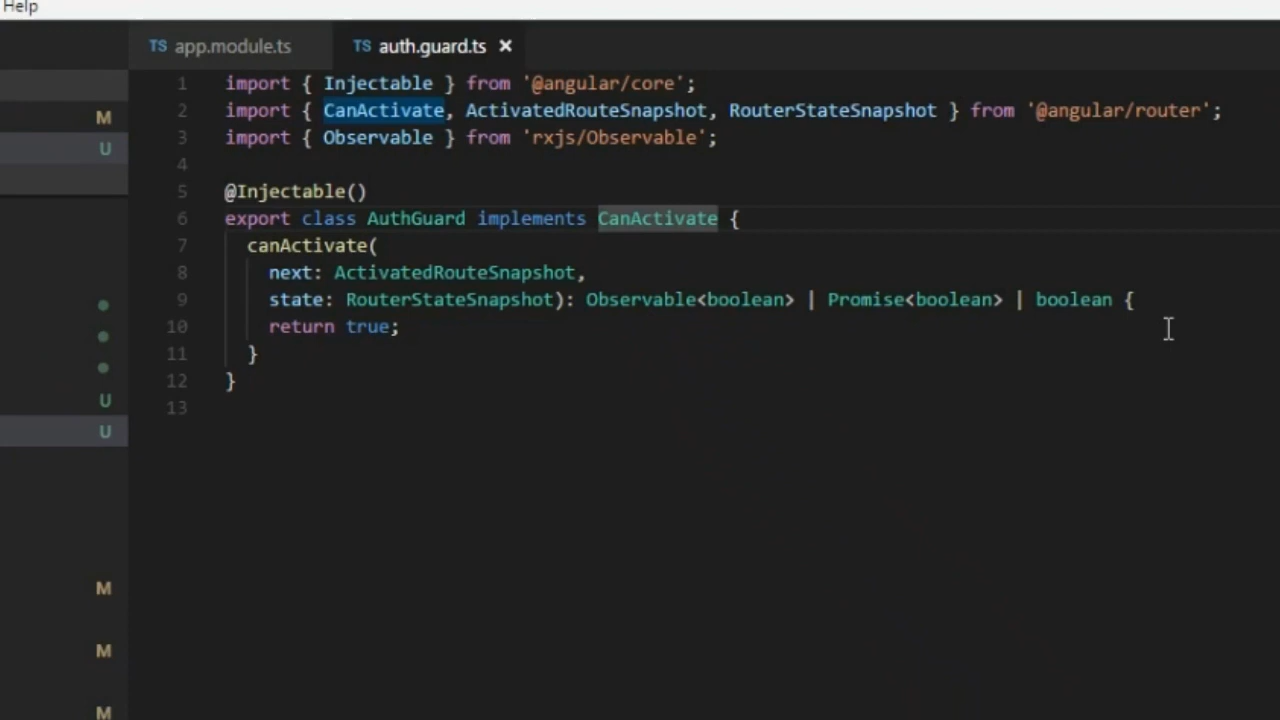 Help
TS app.module.ts
TS auth.guard.ts ×
M
U
U
U
M
M
M
1 import { Injectable } from '@angular/core';
2 import { CanActivate, ActivatedRouteSnapshot, RouterStateSnapshot } from '@angular/router';
3 import { Observable } from 'rxjs/Observable';
4
5 @Injectable()
6 export class AuthGuard implements CanActivate {
7 canActivate(
8 next: ActivatedRouteSnapshot,
9 state: RouterStateSnapshot): Observable<boolean> | Promise<boolean> | boolean {
10 return true;
11 }
12 }
13